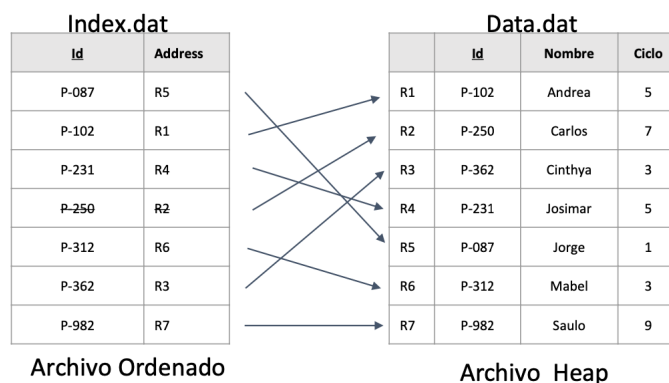 Index.dat
Id Address
P-087 R5
P-102 R1
P-231 R4
P-250 R2
P-312 R6
P-362 R3
P-982 R7
Archivo Ordenado
Data.dat
Id Nombre Ciclo
R1 P-102 Andrea 5
R2 P-250 Carlos 7
R3 P-362 Cinthya 3
R4 P-231 Josimar 5
R5 P-087 Jorge 1
R6 P-312 Mabel 3
R7 P-982 Saulo 9
Archivo Heap